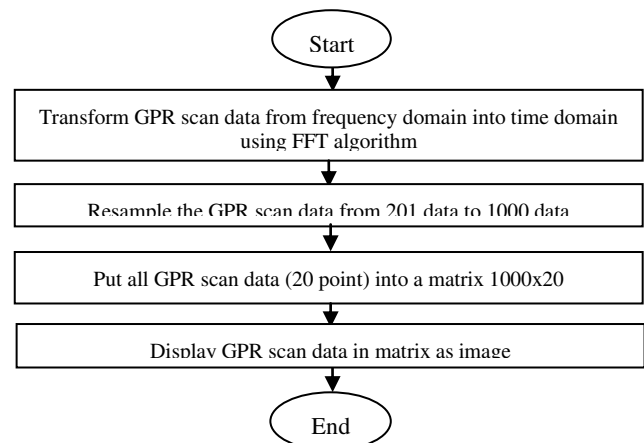 Start
Transform GPR scan data from frequency domain into time domain
using FFT algorithm
Resample the GPR scan data from 201 data to 1000 data
Put all GPR scan data (20 point) into a matrix 1000x20
Display GPR scan data in matrix as image
End